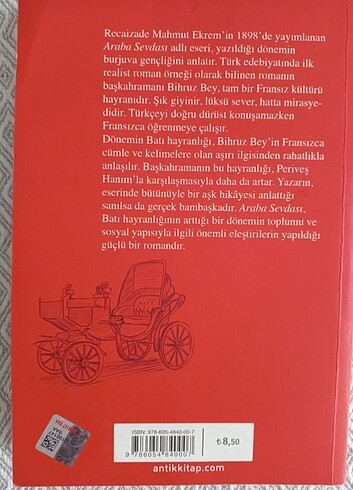 Recaizade Mahmut Ekrem'in 1898'de yayımlanan
Araba Sevdası adlı eseri, yazıldığı dönemin
burjuva gençliğini anlatır. Türk edebiyatında ilk
realist roman örneği olarak bilinen romanın
başkahramanı Bihruz Bey, tam bir Fransız kültürü
hayranıdır. Şık giyinir, lüksü sever, hatta mirasye-
didir. Türkçeyi doğru dürüst konuşamazken
Fransızca öğrenmeye çalışır.
Dönemin Batı hayranlığı, Bihruz Bey'in Fransızca
cümle ve kelimelere olan aşırı ilgisinden rahatlıkla
anlaşılır. Başkahramanın bu hayranlığı, Periveş
Hanım'la karşılaşmasıyla daha da artar. Yazarın,
eserinde bütünüyle bir aşk hikâyesi anlattığı
sanılsa da gerçek bambaşkadır. Araba Sevdası,
Batı hayranlığının arttığı bir dönemin toplumu ve
sosyal yapısıyla ilgili önemli eleştirilerin yapıldığı
güçlü bir romandır.
ISBN: 978-605-4840-00-7
9 786054 840007
₺ 8,50
antikkitap.com